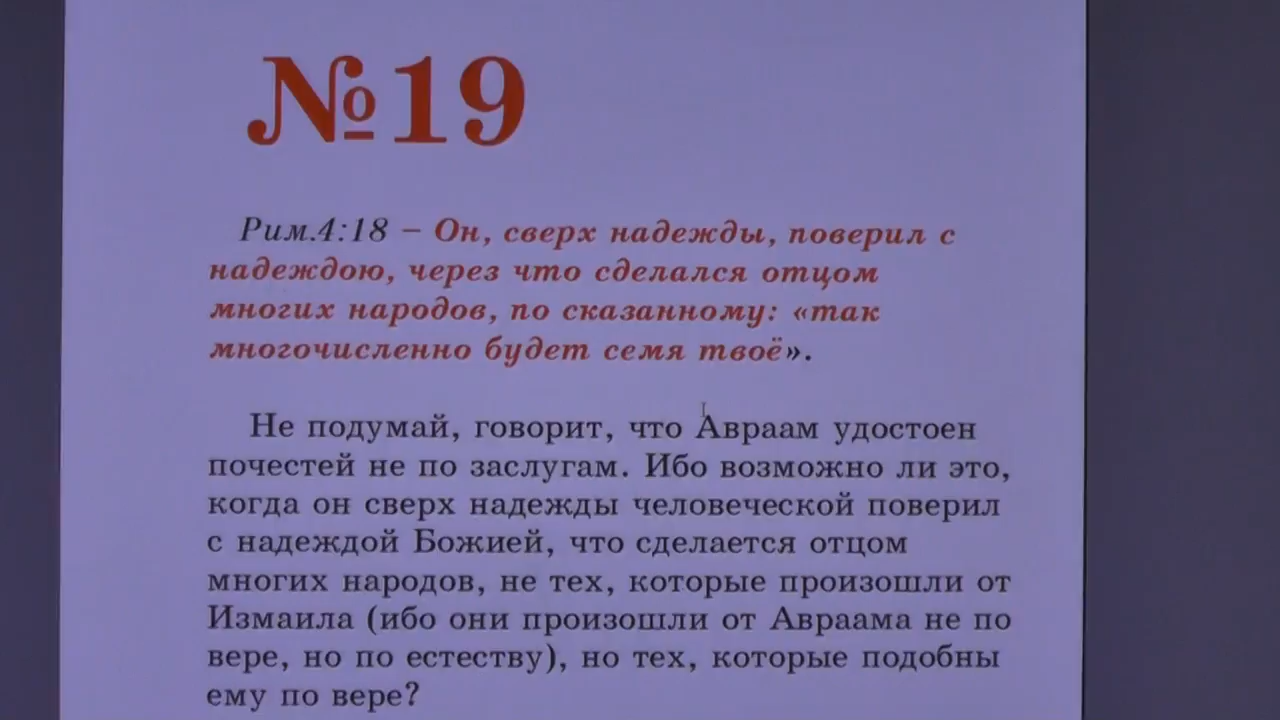 №19
Рим.4:18 – Он, сверх надежды, поверил с
надеждою, через что сделался отцом
многих народов, по сказанному: «так
многочисленно будет семя твоё».
Не подумай, говорит, что Авраам удостоен
почестей не по заслугам. Ибо возможно ли это,
когда он сверх надежды человеческой поверил
с надеждой Божией, что сделается отцом
многих народов, не тех, которые произошли от
Измаила (ибо они произошли от Авраама не по
вере, но по естеству), но тех, которые подобны
ему по вере?